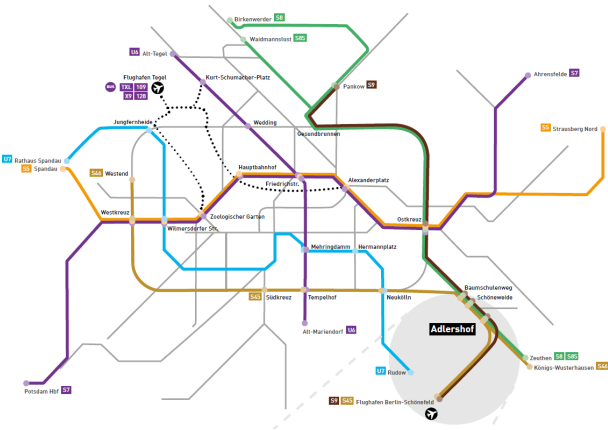 Birkenwerder S8
Waidmannslust S85
U6 Alt-Tegel
Flughafen Tegel
BUS TXL 109
X9 128
Kurt-Schumacher-Platz
Pankow S9
Ahrensfelde S7
Jungfernheide
Wedding
Gesundbrunnen
S5 Strausberg Nord
U7 Rathaus Spandau
S5 Spandau
S46 Westend
Hauptbahnhof
Friedrichstr.
Alexanderplatz
Westkreuz
Zoologischer Garten
Wilmersdorfer Str.
Ostkreuz
Mehringdamm
Hermannplatz
Baumschulenweg
Schöneweide
S45
Südkreuz
Tempelhof
Neukölln
Adlershof
Alt-Mariendorf U6
Zeuthen S8 S85
Königs-Wusterhausen S46
U7 Rudow
Potsdam Hbf S7
S9 S45 Flughafen Berlin-Schönefeld